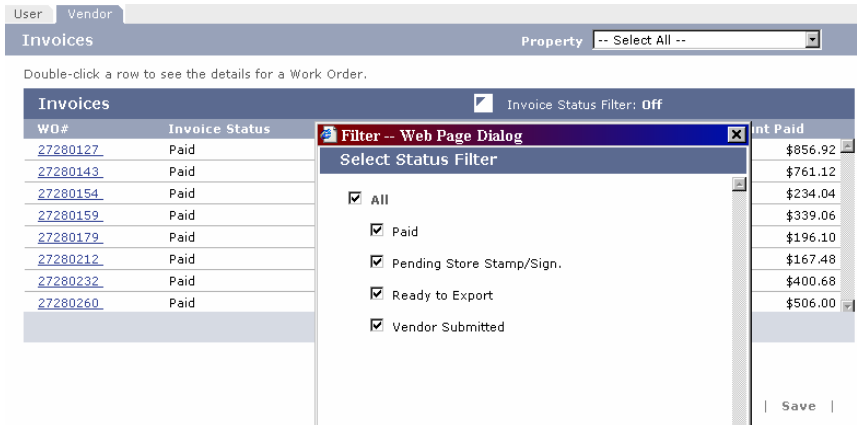 User Vendor
Invoices Property -- Select All --
Double-click a row to see the details for a Work Order.
Invoices Invoice Status Filter: Off
WO# Invoice Status nt Paid
27280127 Paid $856.92
27280143 Paid $761.12
27280154 Paid $234.04
27280159 Paid $339.06
27280179 Paid $196.10
27280212 Paid $167.48
27280232 Paid $400.68
27280260 Paid $506.00
Filter -- Web Page Dialog
Select Status Filter
All
Paid
Pending Store Stamp/Sign.
Ready to Export
Vendor Submitted
| Save |